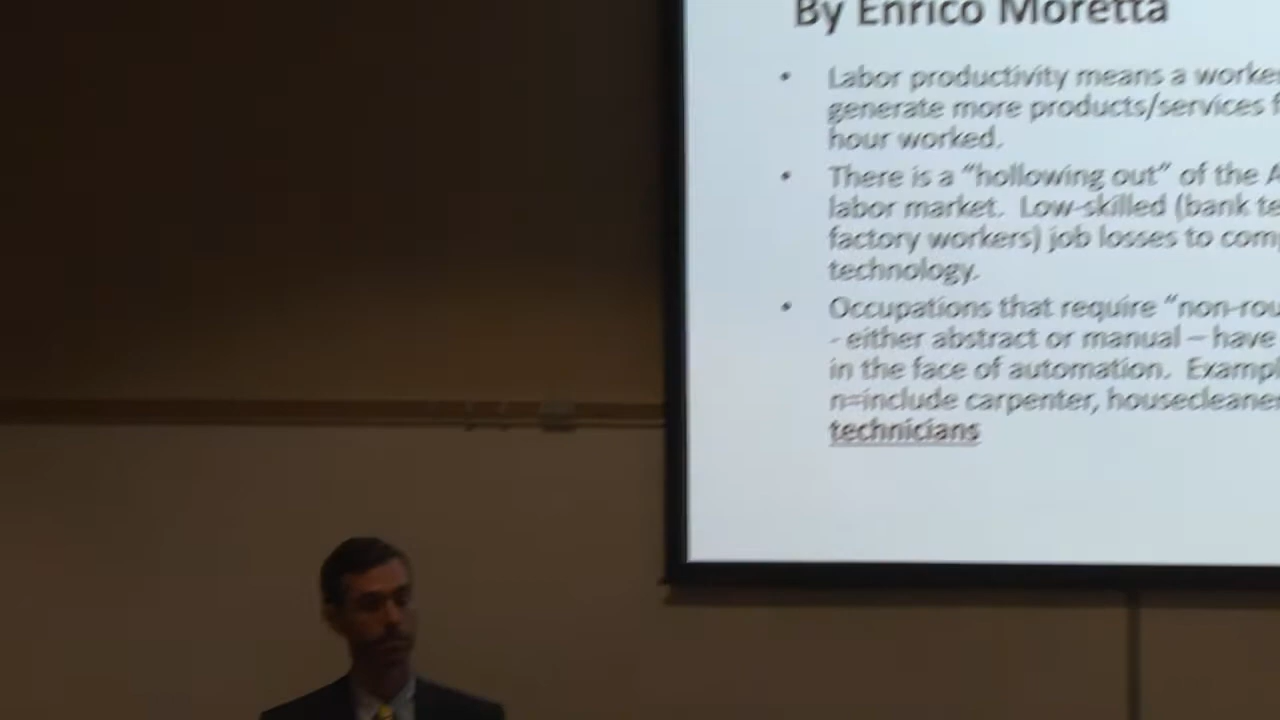 By Enrico Moretta
• Labor productivity means a worke
generate more products/services f
hour worked.
• There is a “hollowing out” of the A
labor market. Low-skilled (bank te
factory workers) job losses to com
technology.
• Occupations that require “non-rou
- either abstract or manual – have
in the face of automation. Exampl
n=include carpenter, housecleane
technicians